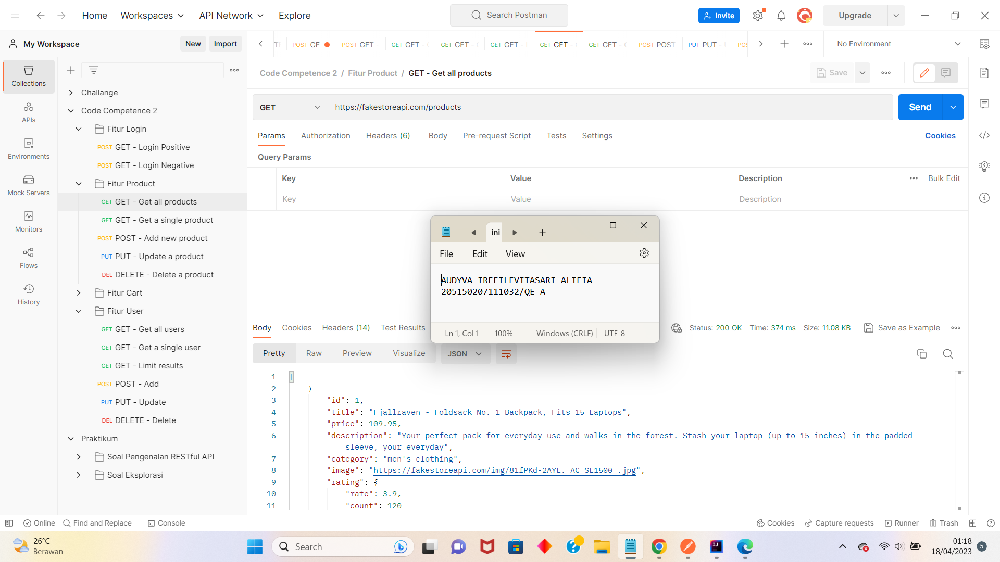 Home
Workspaces
API Network
Explore
Search Postman
Invite
Upgrade
My Workspace
New
Import
POST GE
POST GET -
GET GET -
GET GET -
GET GET -
GET GET -
GET GET -
POST POST
PUT PUT -
No Environment
Collections
APIs
Environments
Mock Servers
Monitors
Flows
History
Challange
Code Competence 2
Fitur Login
POST GET - Login Positive
POST GET - Login Negative
Fitur Product
GET GET - Get all products
GET GET - Get a single product
POST POST - Add new product
PUT PUT - Update a product
DEL DELETE - Delete a product
Fitur Cart
Fitur User
GET GET - Get all users
GET GET - Get a single user
GET GET - Limit results
POST POST - Add
PUT PUT - Update
DEL DELETE - Delete
Praktikum
Soal Pengenalan RESTful API
Soal Eksplorasi
Code Competence 2 / Fitur Product / GET - Get all products
Save
GET
https://fakestoreapi.com/products
Send
Params Authorization Headers (6) Body Pre-request Script Tests Settings
Cookies
Query Params
Key Value Description
Bulk Edit
Key Value Description
ini
File Edit View
AUDYVA IREFILEVITASARI ALIFIA
205150207111032/QE-A
Ln 1, Col 1 100% Windows (CRLF) UTF-8
Body Cookies Headers (14) Test Results
Status: 200 OK Time: 374 ms Size: 11.08 KB Save as Example
Pretty Raw Preview Visualize JSON
1 [
2 {
3 "id": 1,
4 "title": "Fjallraven - Foldsack No. 1 Backpack, Fits 15 Laptops",
5 "price": 109.95,
6 "description": "Your perfect pack for everyday use and walks in the forest. Stash your laptop (up to 15 inches) in the padded
sleeve, your everyday",
7 "category": "men's clothing",
8 "image": "https://fakestoreapi.com/img/81fPKd-2AYL._AC_SL1500_.jpg",
9 "rating": {
10 "rate": 3.9,
11 "count": 120
Online
Find and Replace
Console
Cookies
Capture requests
Runner
Trash
26°C
Berawan
Search
01:18
18/04/2023
5